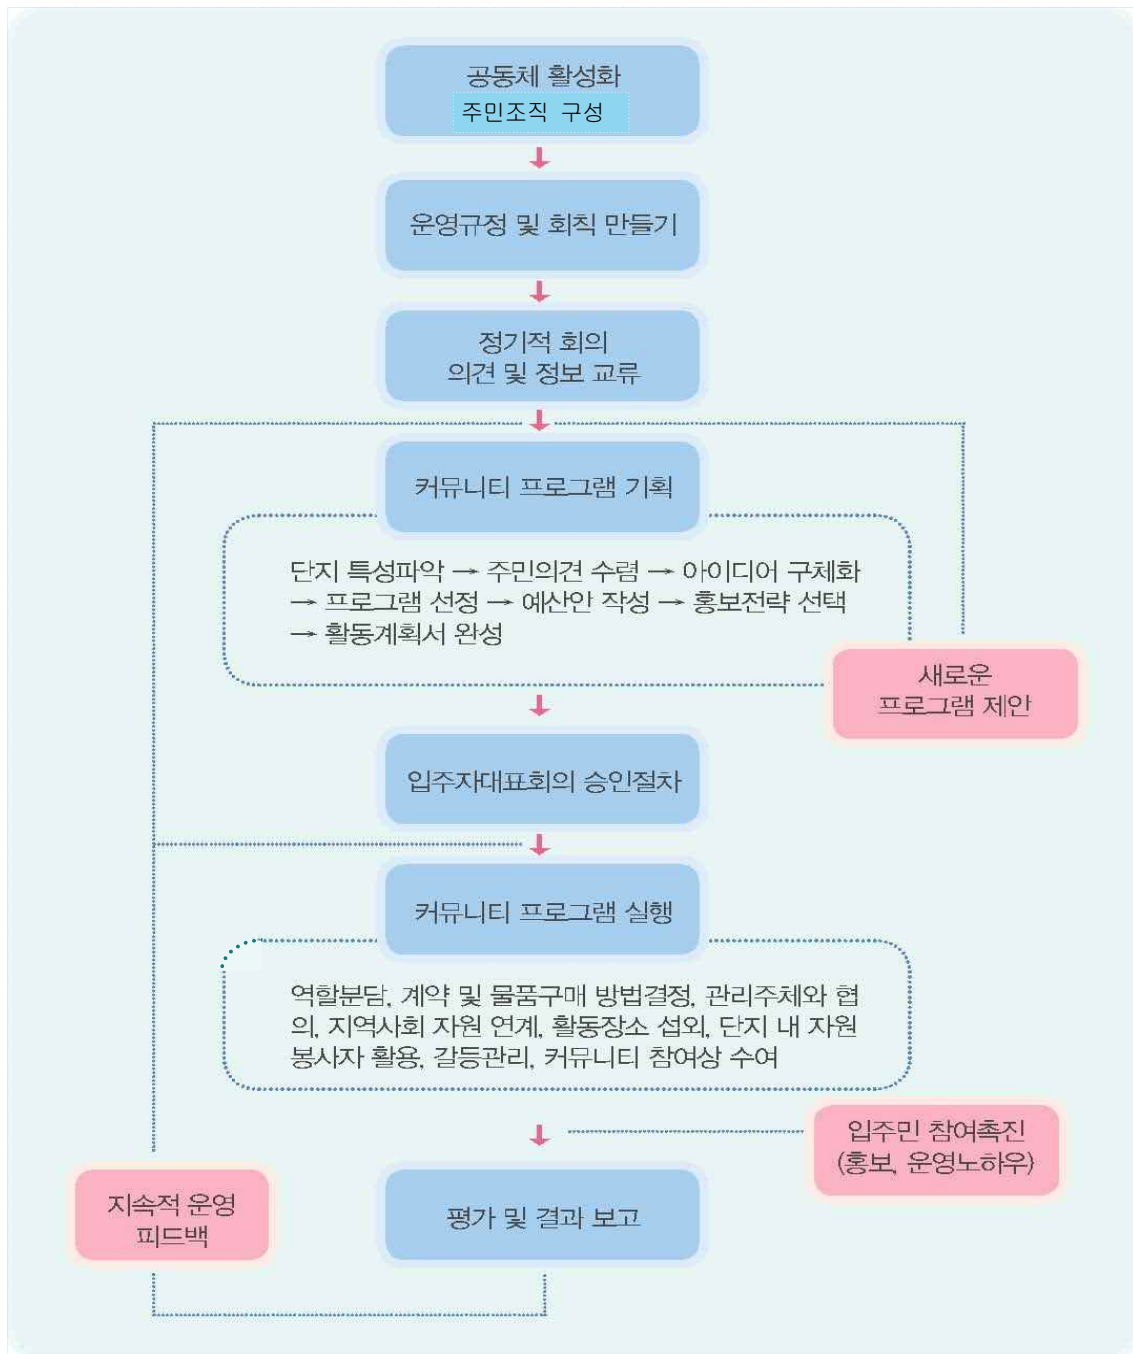 공동체 활성화
주민조직 구성
운영규정 및 회칙 만들기
정기적 회의
의견 및 정보 교류
커뮤니티 프로그램 기획
단지 특성파악 → 주민의견 수렴 → 아이디어 구체화
→ 프로그램 선정 → 예산안 작성 → 홍보전략 선택
→ 활동계획서 완성
새로운
프로그램 제안
입주자대표회의 승인절차
커뮤니티 프로그램 실행
역할분담, 계약 및 물품구매 방법결정, 관리주체와 협
의, 지역사회 자원 연계, 활동장소 섭외, 단지 내 자원
봉사자 활용, 갈등관리, 커뮤니티 참여상 수여
입주민 참여촉진
(홍보, 운영노하우)
지속적 운영
피드백
평가 및 결과 보고